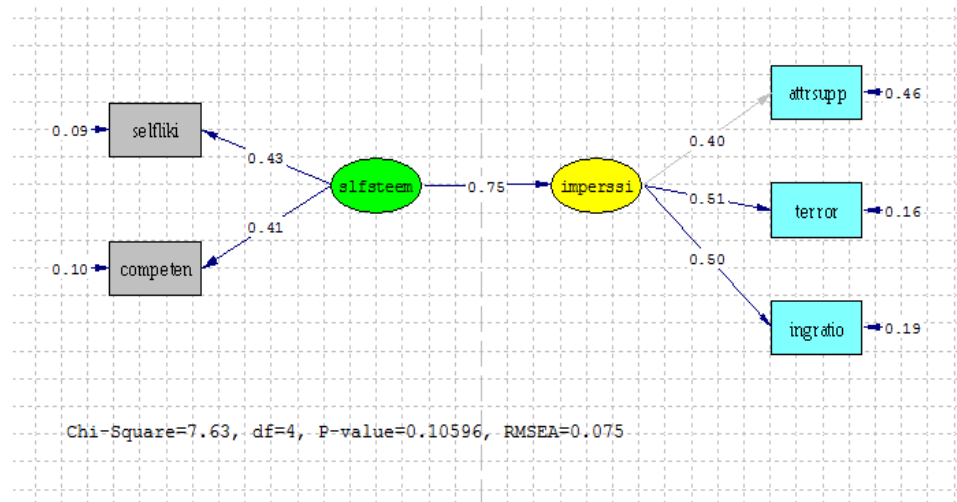 attrsupp
0.46
0.40
0.09
selfliki
0.43
slfsteem
0.75
imperssi
0.51
terror
0.16
0.41
0.50
0.10
competen
ingratio
0.19
Chi-Square=7.63, df=4, P-value=0.10596, RMSEA=0.075